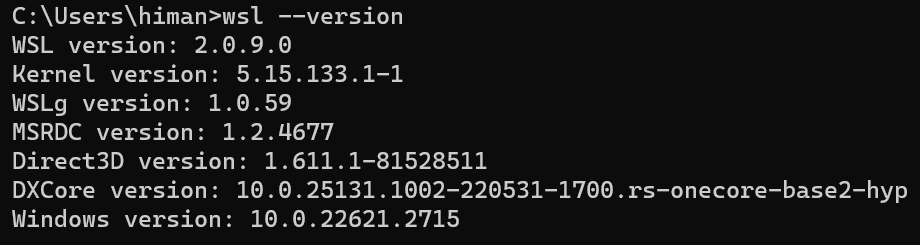 C:\Users\himan>wsl --version
WSL version: 2.0.9.0
Kernel version: 5.15.133.1-1
WSLg version: 1.0.59
MSRDC version: 1.2.4677
Direct3D version: 1.611.1-81528511
DXCore version: 10.0.25131.1002-220531-1700.rs-onecore-base2-hyp
Windows version: 10.0.22621.2715